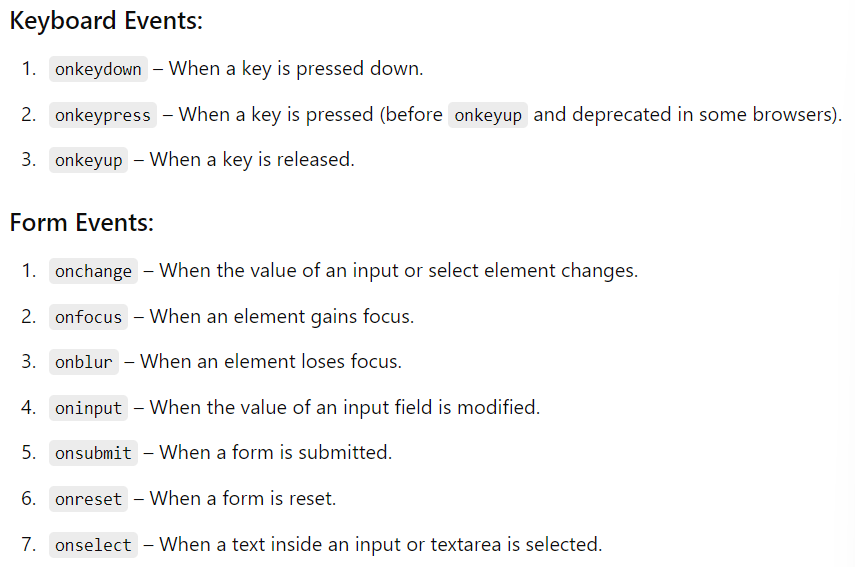 Keyboard Events:
1. onkeydown – When a key is pressed down.
2. onkeypress – When a key is pressed (before onkeyup and deprecated in some browsers).
3. onkeyup – When a key is released.
Form Events:
1. onchange – When the value of an input or select element changes.
2. onfocus – When an element gains focus.
3. onblur – When an element loses focus.
4. oninput – When the value of an input field is modified.
5. onsubmit – When a form is submitted.
6. onreset – When a form is reset.
7. onselect – When a text inside an input or textarea is selected.